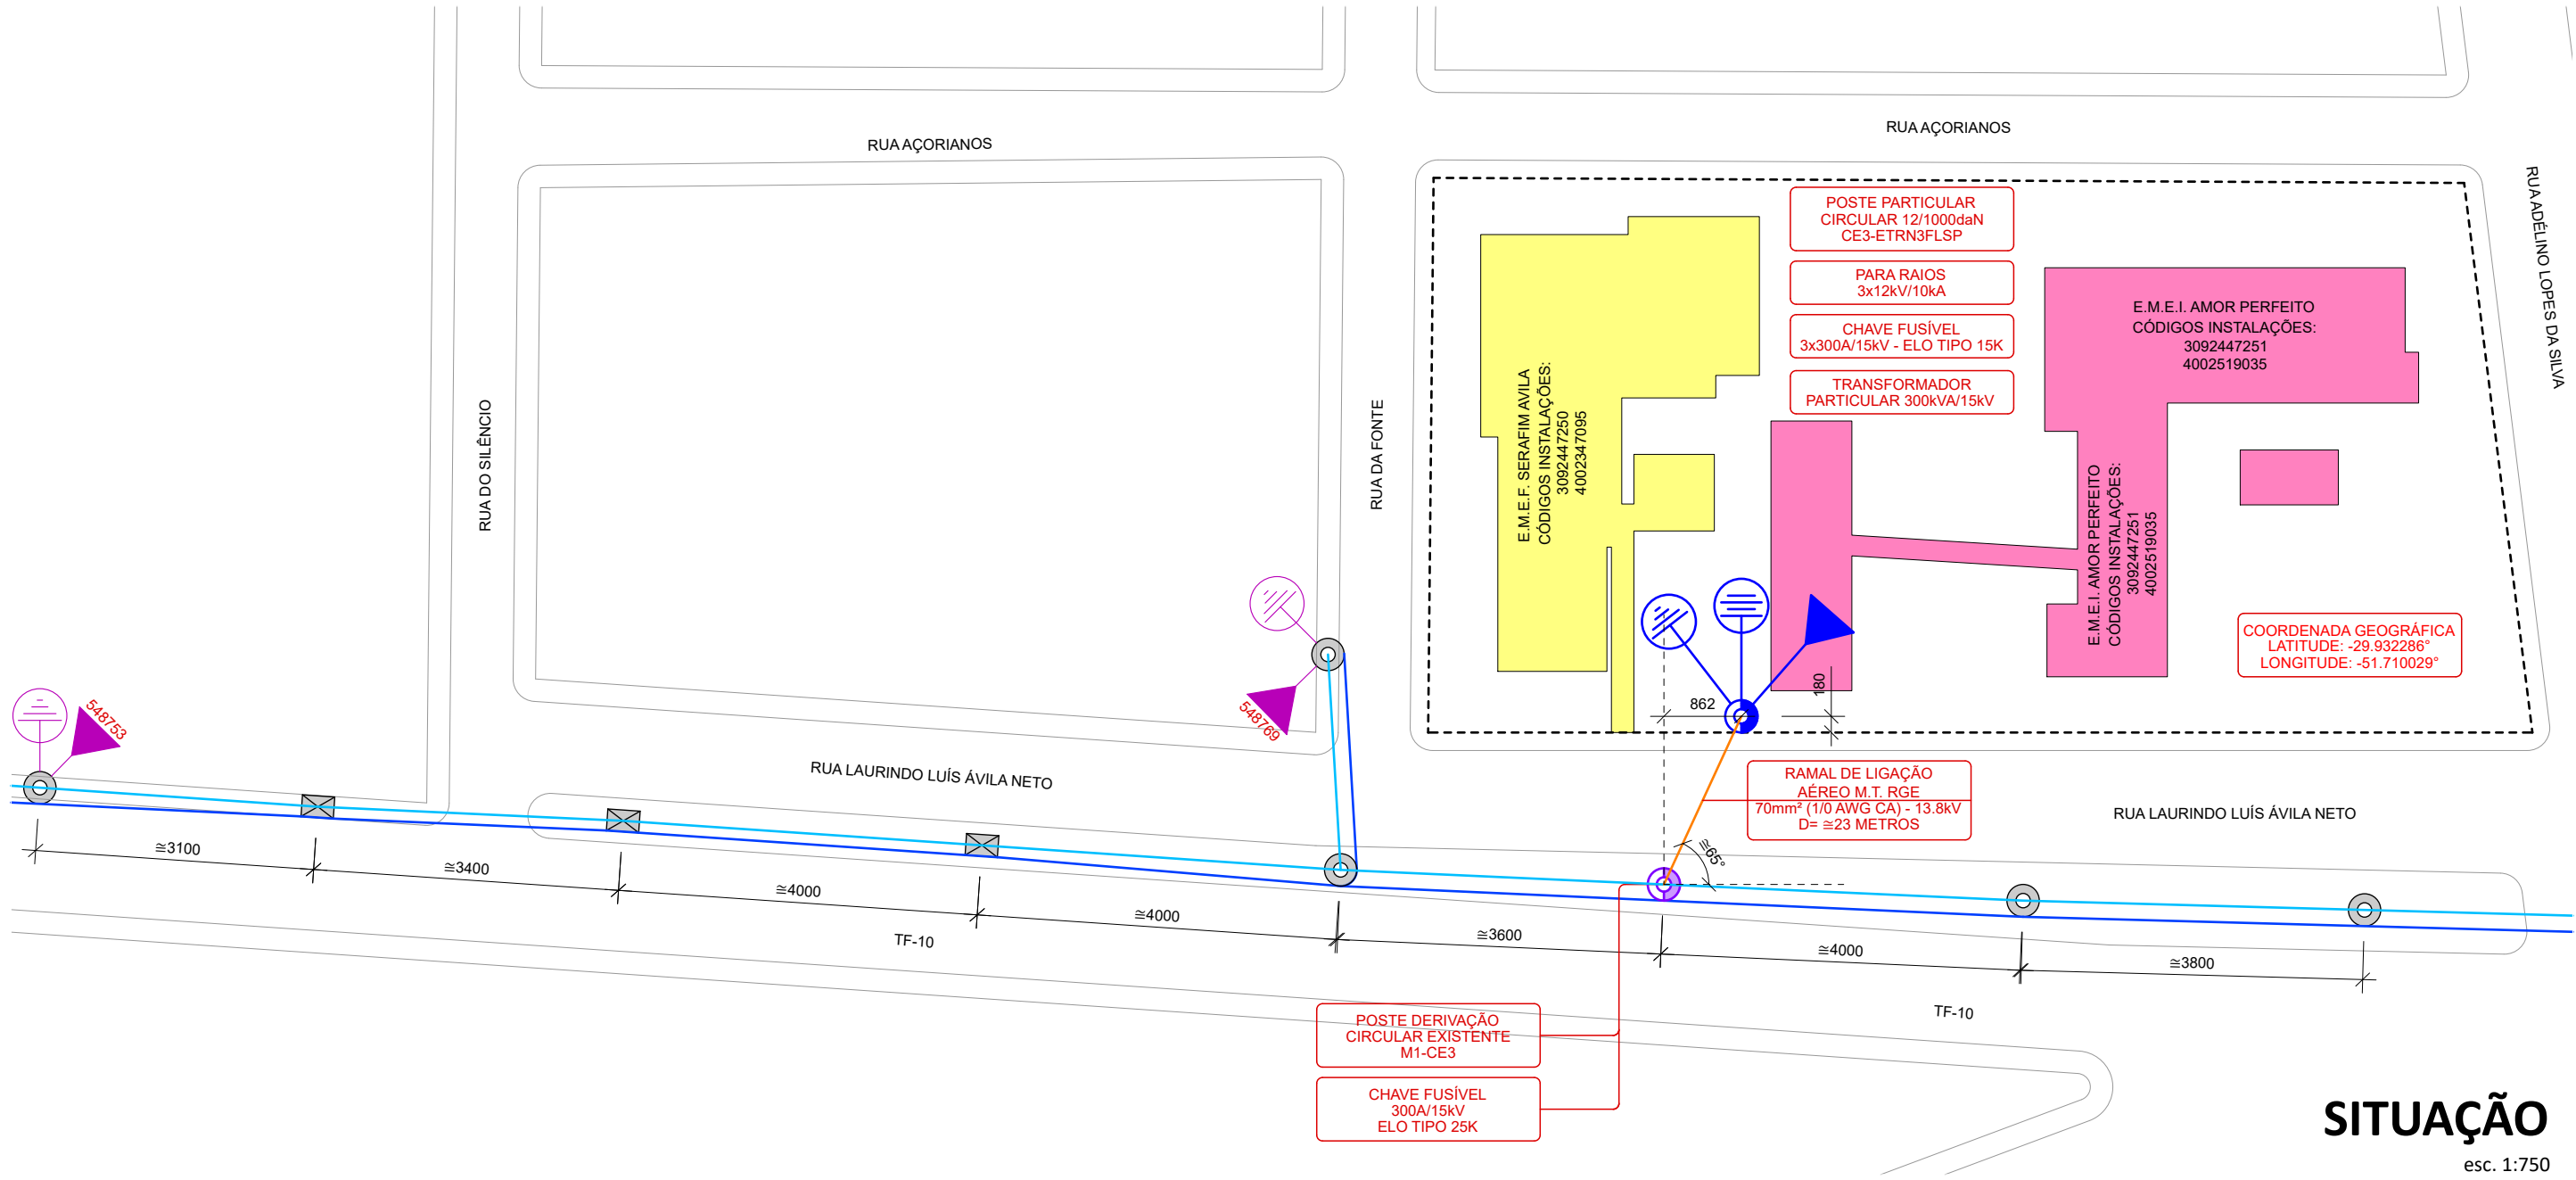 RUA AÇORIANOS
RUA AÇORIANOS
RUA ADÉLINO LOPES DA SILVA
POSTE PARTICULAR
CIRCULAR 12/1000daN
CE3-ETRN3FLSP
PARA RAIOS
3x12kV/10kA
CHAVE FUSÍVEL
3x300A/15kV - ELO TIPO 15K
TRANSFORMADOR
PARTICULAR 300kVA/15kV
E.M.E.I. AMOR PERFEITO
CÓDIGOS INSTALAÇÕES:
3092447251
4002519035
RUA DO SILÊNCIO
RUA DA FONTE
E.M.E.F. SERAFIM AVILA
CÓDIGOS INSTALAÇÕES:
3092447250
4002347095
E.M.E.I. AMOR PERFEITO
CÓDIGOS INSTALAÇÕES:
3092447251
4002519035
COORDENADA GEOGRÁFICA
LATITUDE: -29.932286°
LONGITUDE: -51.710029°
548753
548769
862
180
RUA LAURINDO LUÍS ÁVILA NETO
RAMAL DE LIGAÇÃO
AÉREO M.T. RGE
70mm² (1/0 AWG CA) - 13.8kV
D= ≅23 METROS
RUA LAURINDO LUÍS ÁVILA NETO
≅65°
≅3100
≅3400
≅4000
≅4000
≅3600
≅4000
≅3800
TF-10
TF-10
POSTE DERIVAÇÃO
CIRCULAR EXISTENTE
M1-CE3
CHAVE FUSÍVEL
300A/15kV
ELO TIPO 25K
SITUAÇÃO
esc. 1:750